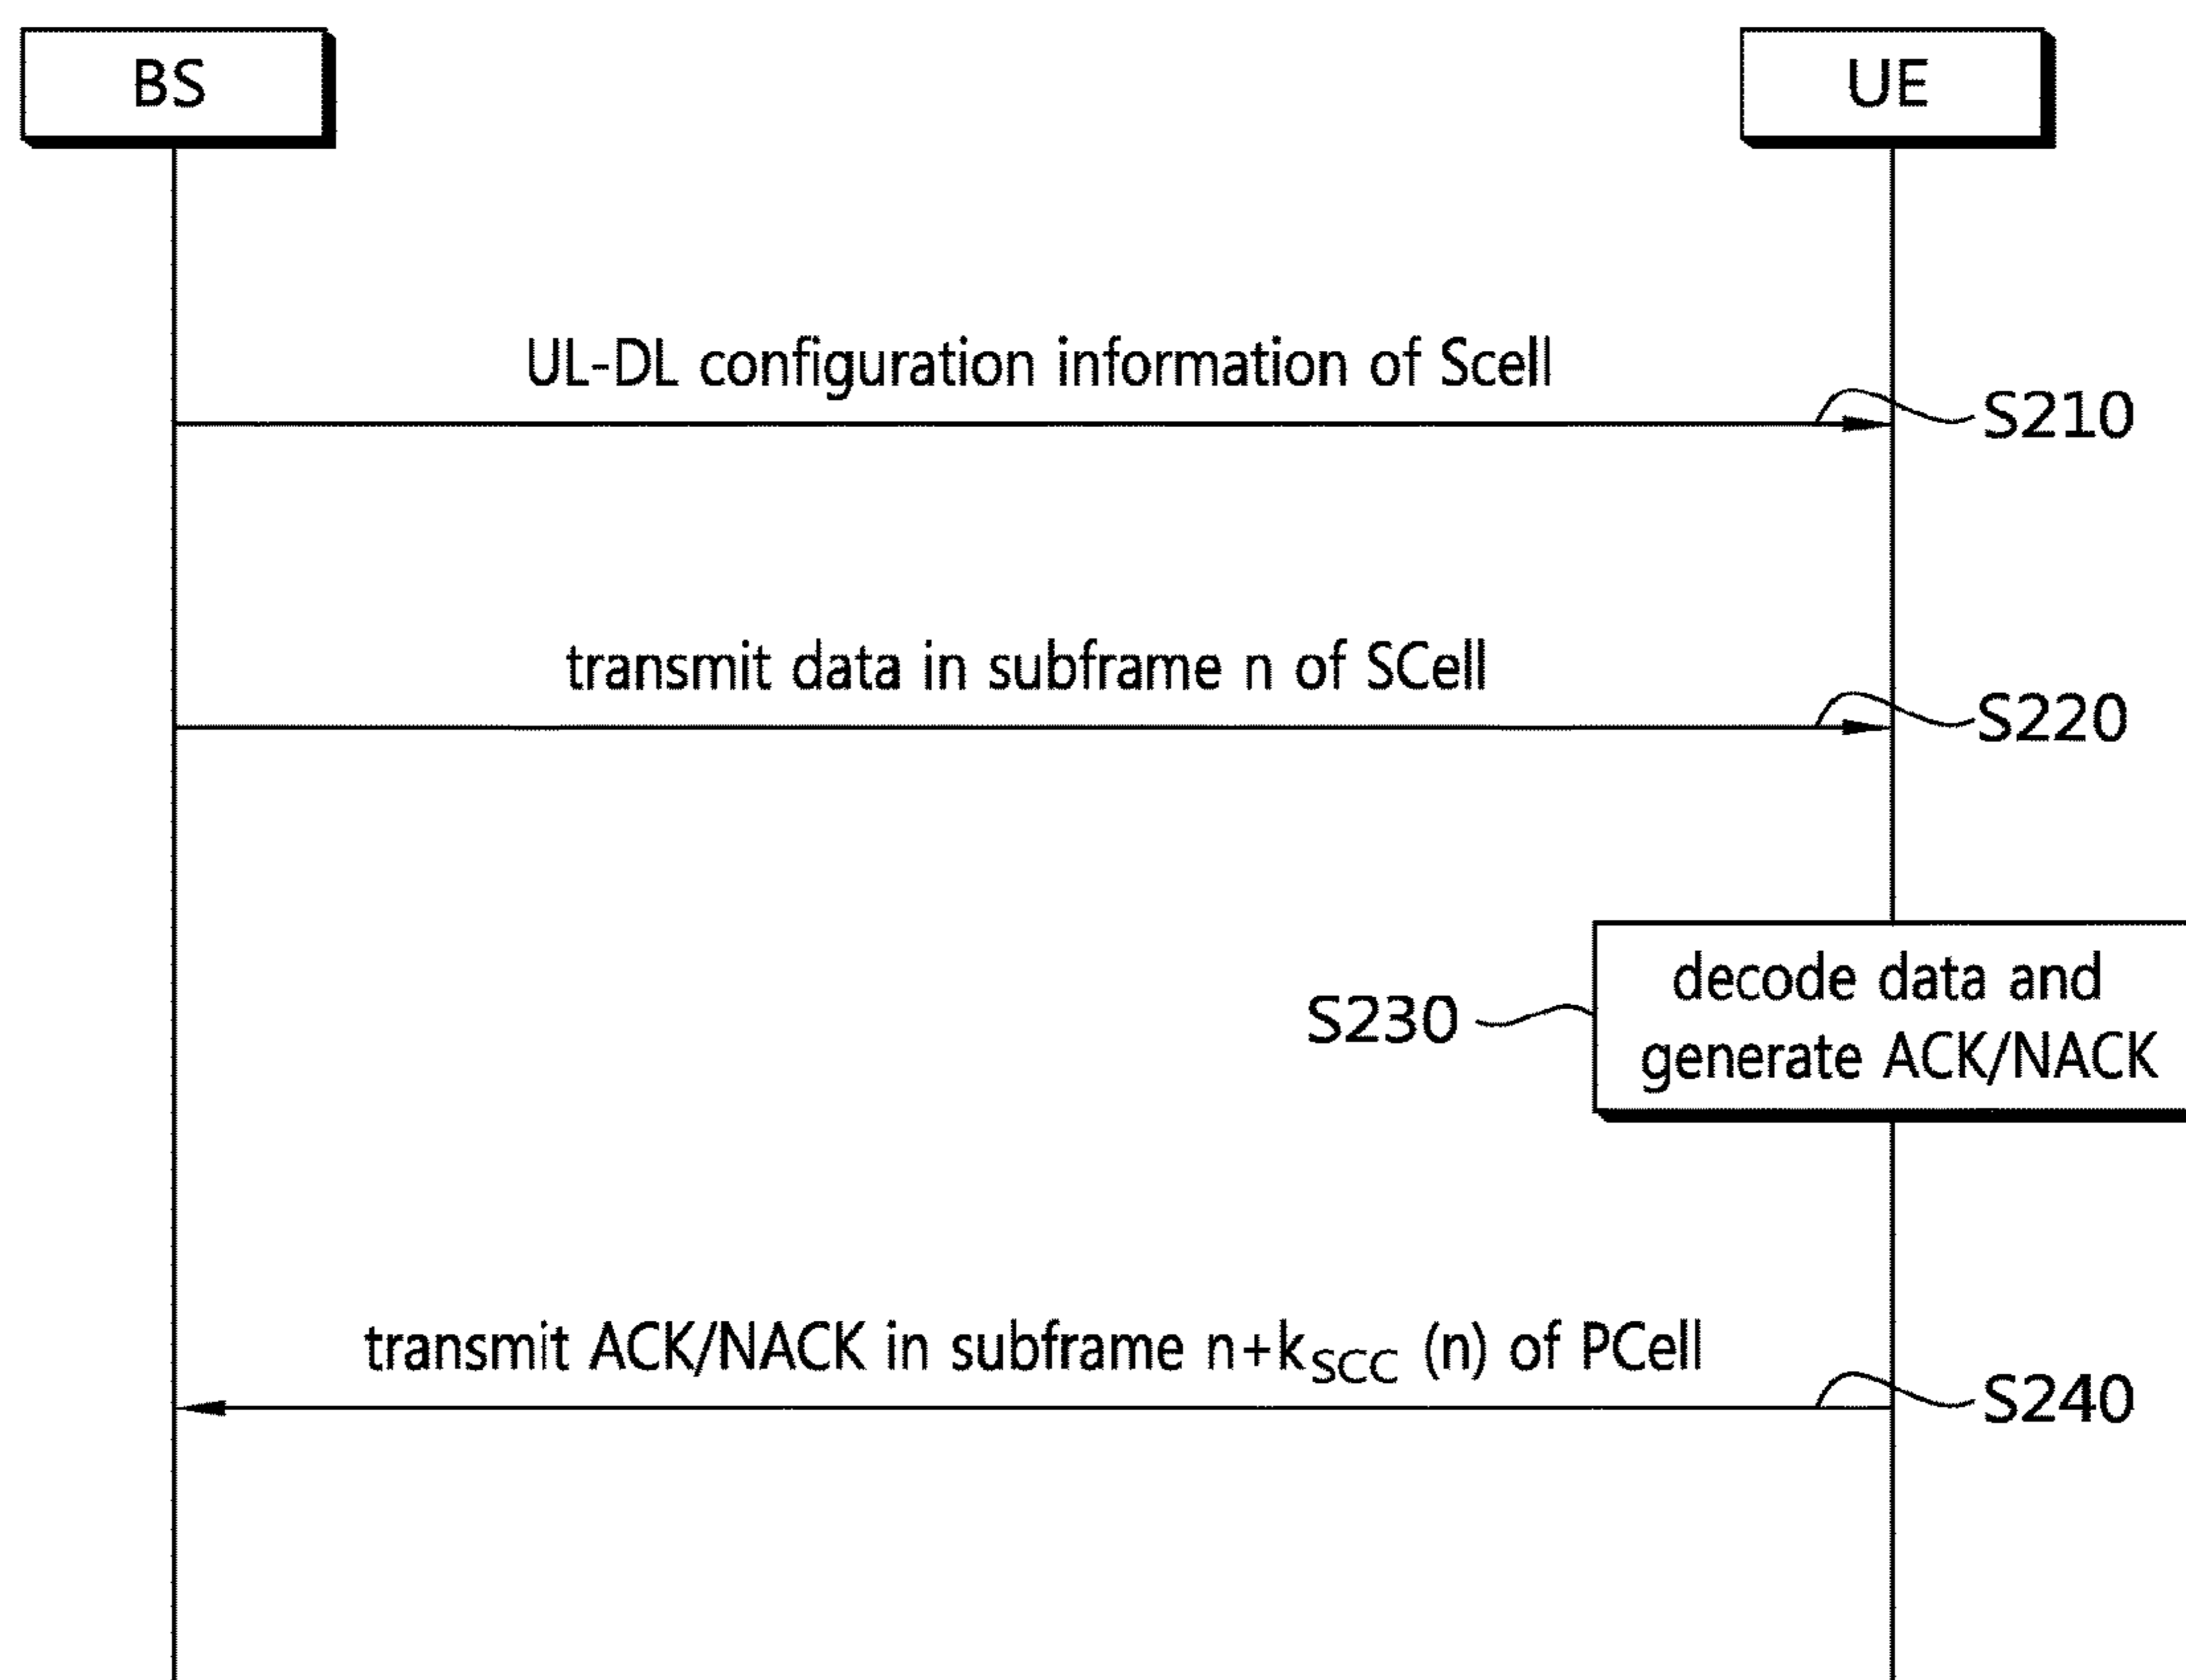 BS
UE
UL-DL configuration information of Scell
S210
transmit data in subframe n of SCell
S220
decode data and
S230
generate ACK/NACK
transmit ACK/NACK in subframe n+kSCC (n) of PCell
S240